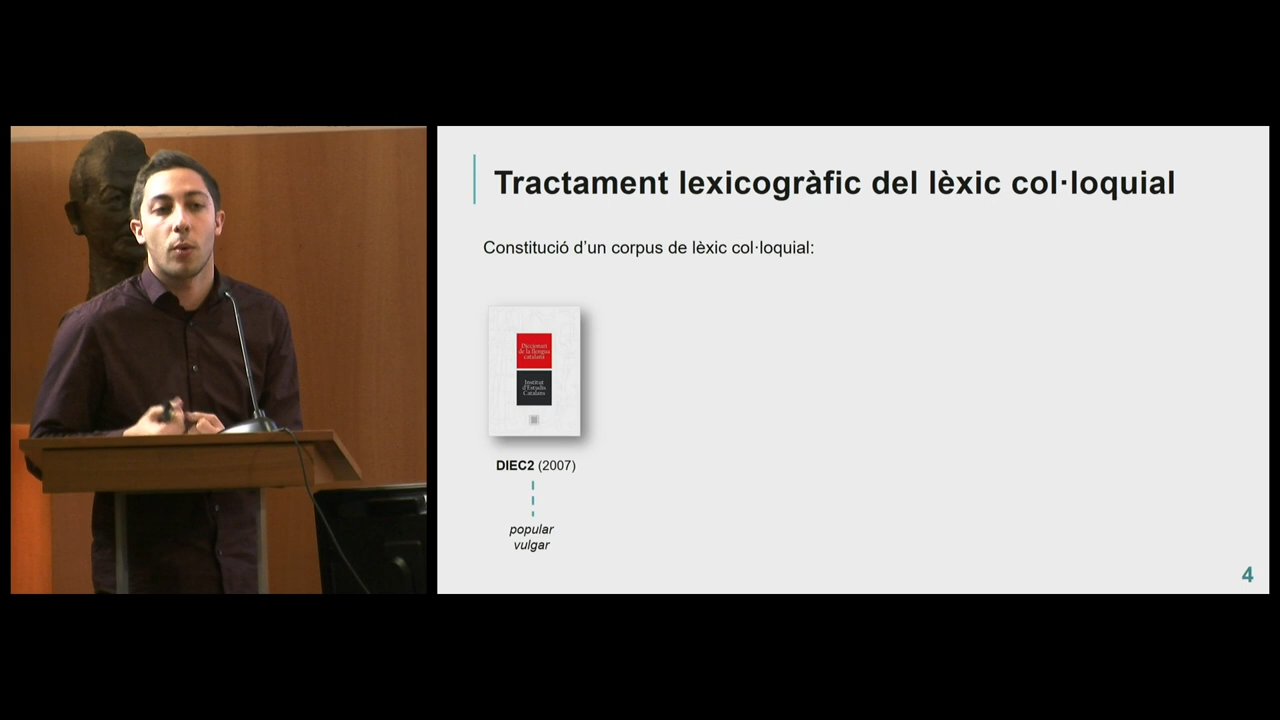 Tractament lexicogràfic del lèxic col·loquial
Constitució d'un corpus de lèxic col·loquial:
Diccionari
de la llengua
catalana
Institut
d'Estudis
Catalans
DIEC2 (2007)
popular
vulgar
4